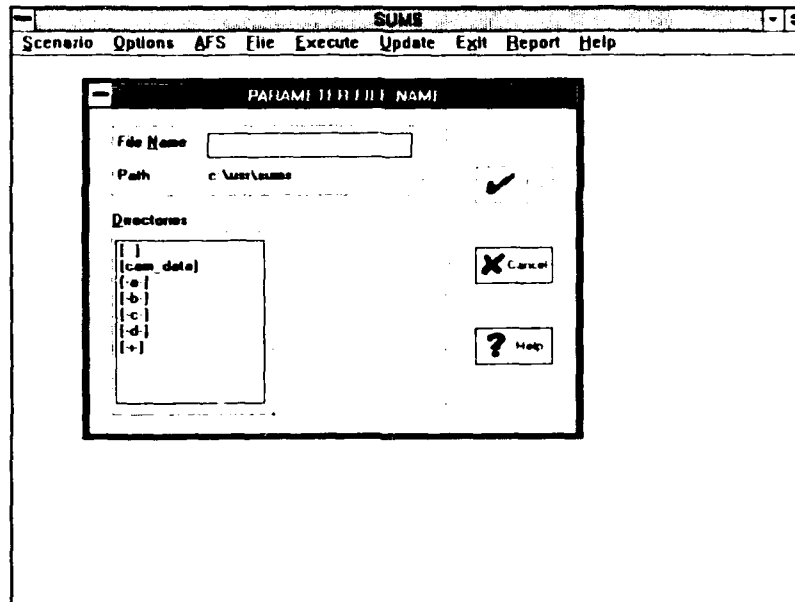 SUMS
Scenario Options AFS File Execute Update Exit Report Help
PARAMETER FILE NAME
File Name
Path c:\usr\sums
Directories
[ ]
[cam_data]
[-a-]
[-b-]
[-c-]
[-d-]
Cancel
Help